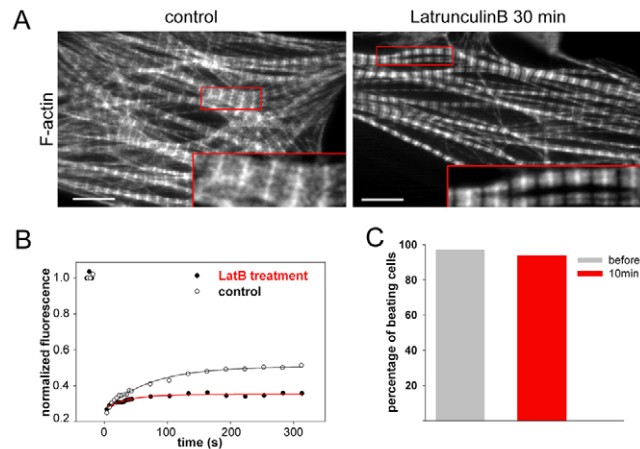 A
control
LatrunculinB 30 min
F-actin
B
normalized fluorescence
1.0
0.8
0.6
0.4
0.2
LatB treatment
control
0
100
200
300
time (s)
C
percentage of beating cells
100
80
60
40
20
before
10min